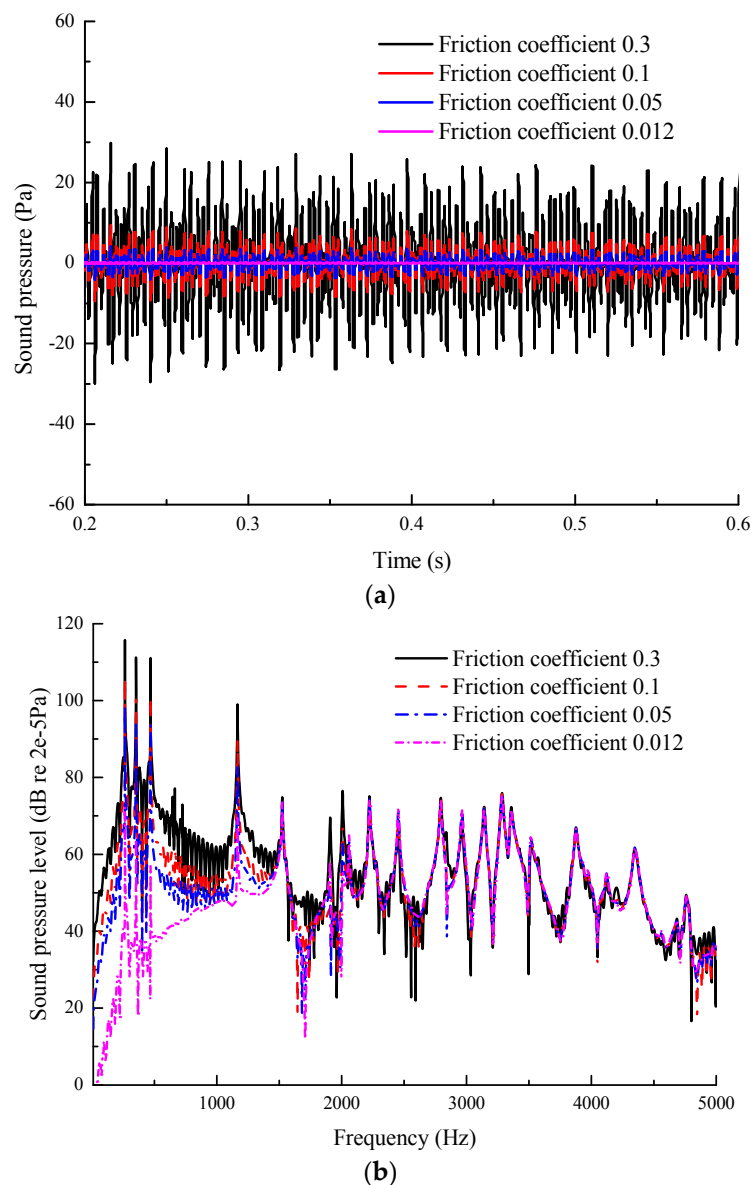 60
40
20
0
-20
-40
-60
Sound pressure (Pa)
Friction coefficient 0.3
Friction coefficient 0.1
Friction coefficient 0.05
Friction coefficient 0.012
0.2 0.3 0.4 0.5 0.6
Time (s)
(a)
120
100
80
60
40
20
0
Sound pressure level (dB re 2e-5Pa)
Friction coefficient 0.3
Friction coefficient 0.1
Friction coefficient 0.05
Friction coefficient 0.012
1000 2000 3000 4000 5000
Frequency (Hz)
(b)